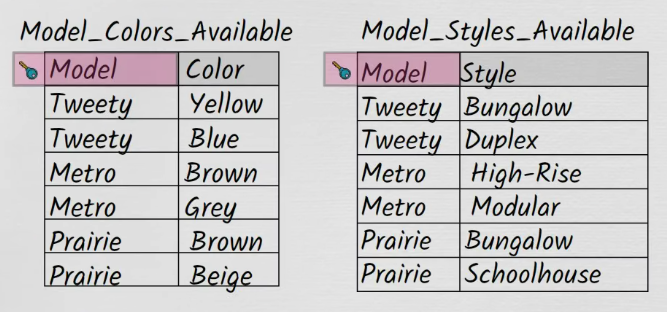 Model_Colors_Available
Model Color
Tweety Yellow
Tweety Blue
Metro Brown
Metro Grey
Prairie Brown
Prairie Beige
Model_Styles_Available
Model Style
Tweety Bungalow
Tweety Duplex
Metro High-Rise
Metro Modular
Prairie Bungalow
Prairie Schoolhouse